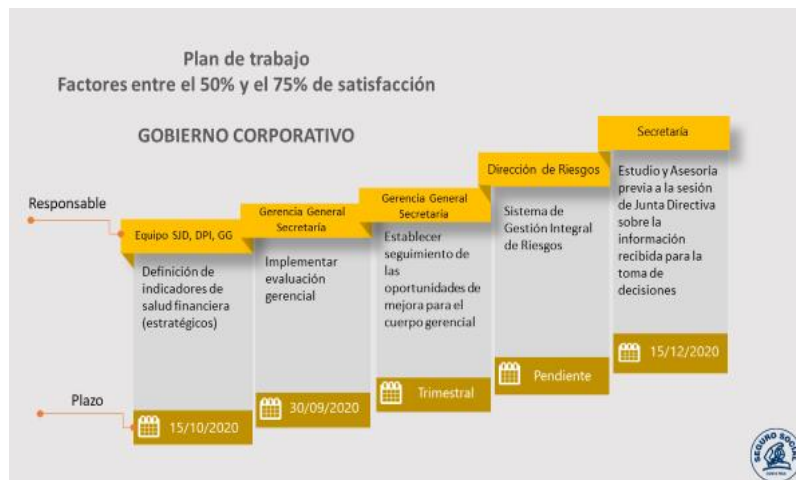 Plan de trabajo
Factores entre el 50% y el 75% de satisfacción
GOBIERNO CORPORATIVO
Responsable
Equipo SJD, DPI, GG
Definición de
indicadores de
salud financiera
(estratégicos)
15/10/2020
Gerencia General
Secretaría
Implementar
evaluación
gerencial
30/09/2020
Gerencia General
Secretaría
Establecer
seguimiento de
las
oportunidades de
mejora para el
cuerpo gerencial
Trimestral
Dirección de Riesgos
Sistema de
Gestión Integral
de Riesgos
Pendiente
Secretaría
Estudio y Asesoría
previa a la sesión
de Junta Directiva
sobre la
información
recibida para la
toma de
decisiones
15/12/2020
Plazo
SEGURO SOCIAL